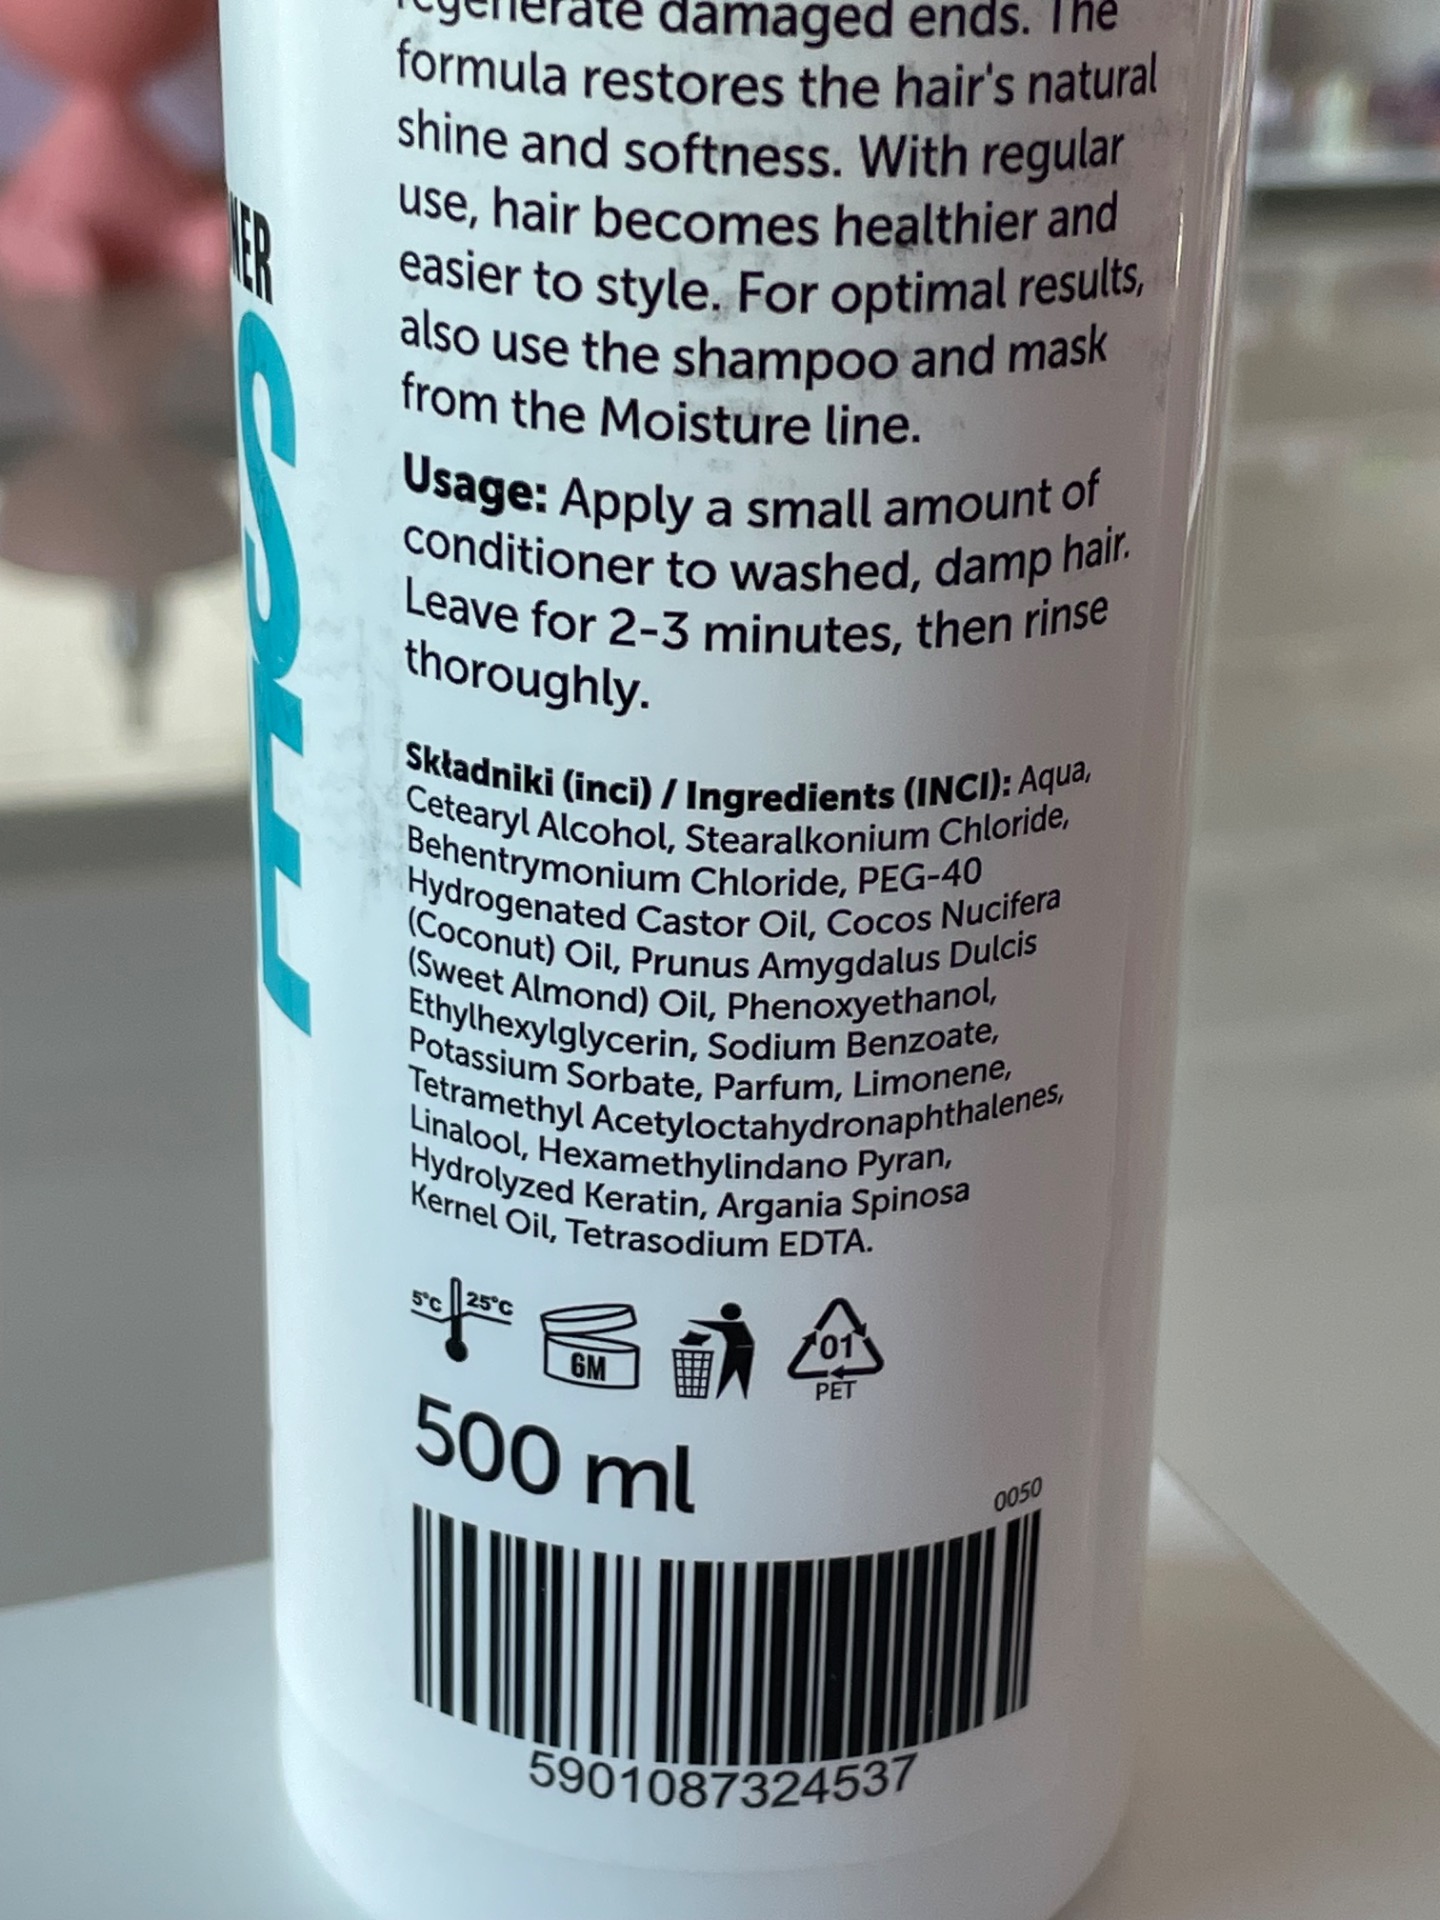 regenerate damaged ends. The
formula restores the hair's natural
shine and softness. With regular
use, hair becomes healthier and
easier to style. For optimal results,
also use the shampoo and mask
from the Moisture line.
Usage: Apply a small amount of
conditioner to washed, damp hair.
Leave for 2-3 minutes, then rinse
thoroughly.
Składniki (inci) / Ingredients (INCI): Aqua,
Cetearyl Alcohol, Stearalkonium Chloride,
Behentrymonium Chloride, PEG-40
Hydrogenated Castor Oil, Cocos Nucifera
(Coconut) Oil, Prunus Amygdalus Dulcis
(Sweet Almond) Oil, Phenoxyethanol,
Ethylhexylglycerin, Sodium Benzoate,
Potassium Sorbate, Parfum, Limonene,
Tetramethyl Acetyloctahydronaphthalenes,
Linalool, Hexamethylindano Pyran,
Hydrolyzed Keratin, Argania Spinosa
Kernel Oil, Tetrasodium EDTA.
5°C 25°C
6M
01
PET
500 ml
0050
5901087324537